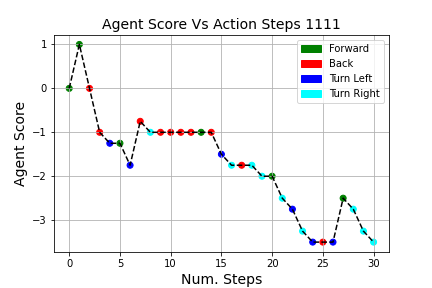 Agent Score Vs Action Steps 1111
Forward
Back
Turn Left
Turn Right
Agent Score
1
0
−1
−2
−3
0 5 10 15 20 25 30
Num. Steps